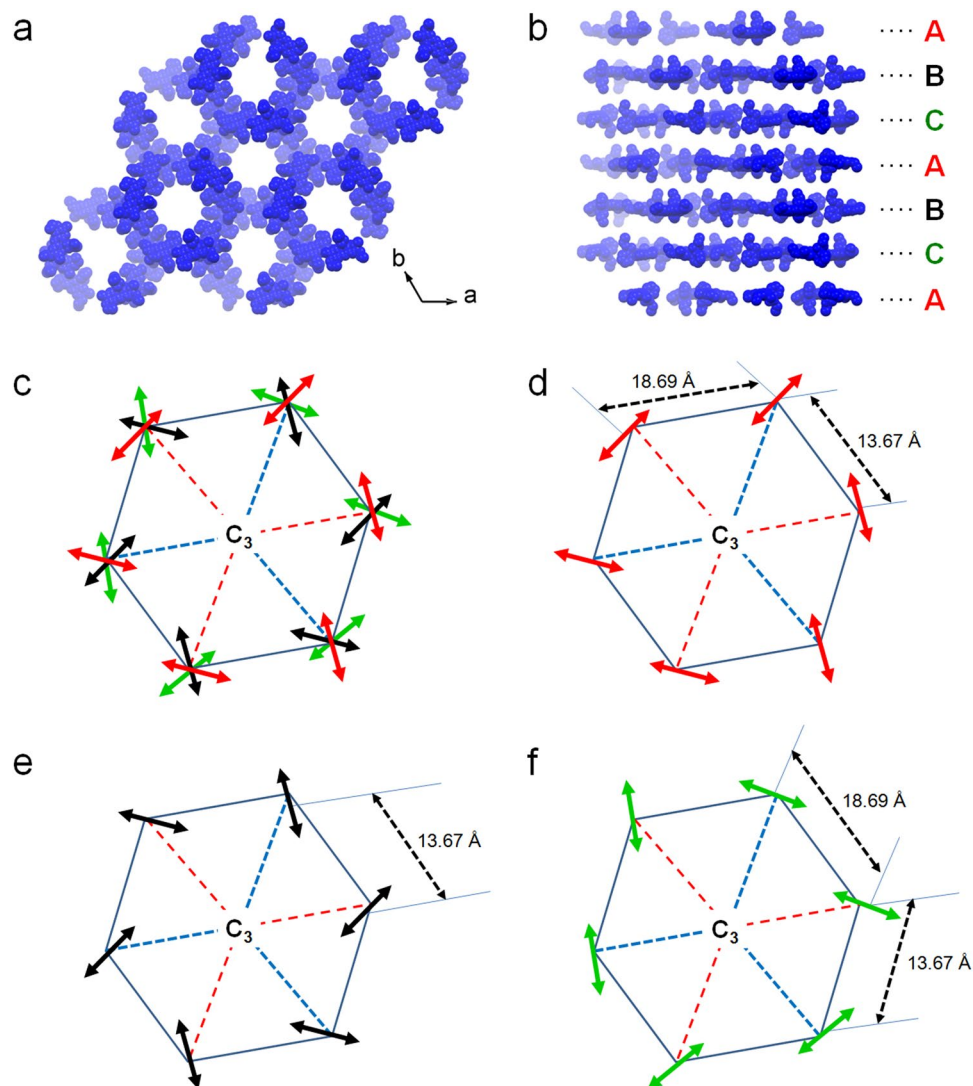 a
b
a
b
···· A
···· B
···· C
···· A
···· B
···· C
···· A
c
C3
d
18.69 Å
13.67 Å
C3
e
13.67 Å
C3
f
18.69 Å
13.67 Å
C3